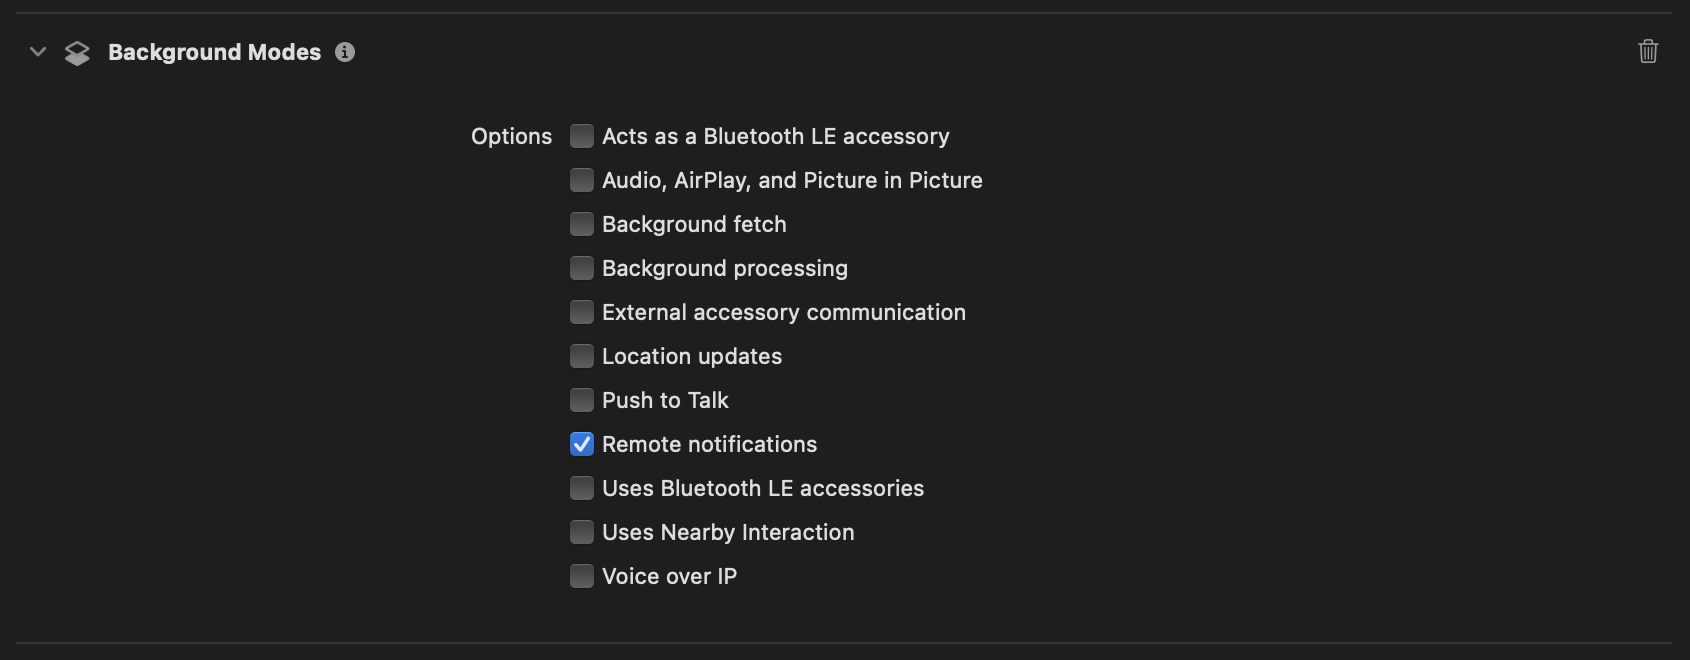 Background Modes
Options
Acts as a Bluetooth LE accessory
Audio, AirPlay, and Picture in Picture
Background fetch
Background processing
External accessory communication
Location updates
Push to Talk
Remote notifications
Uses Bluetooth LE accessories
Uses Nearby Interaction
Voice over IP